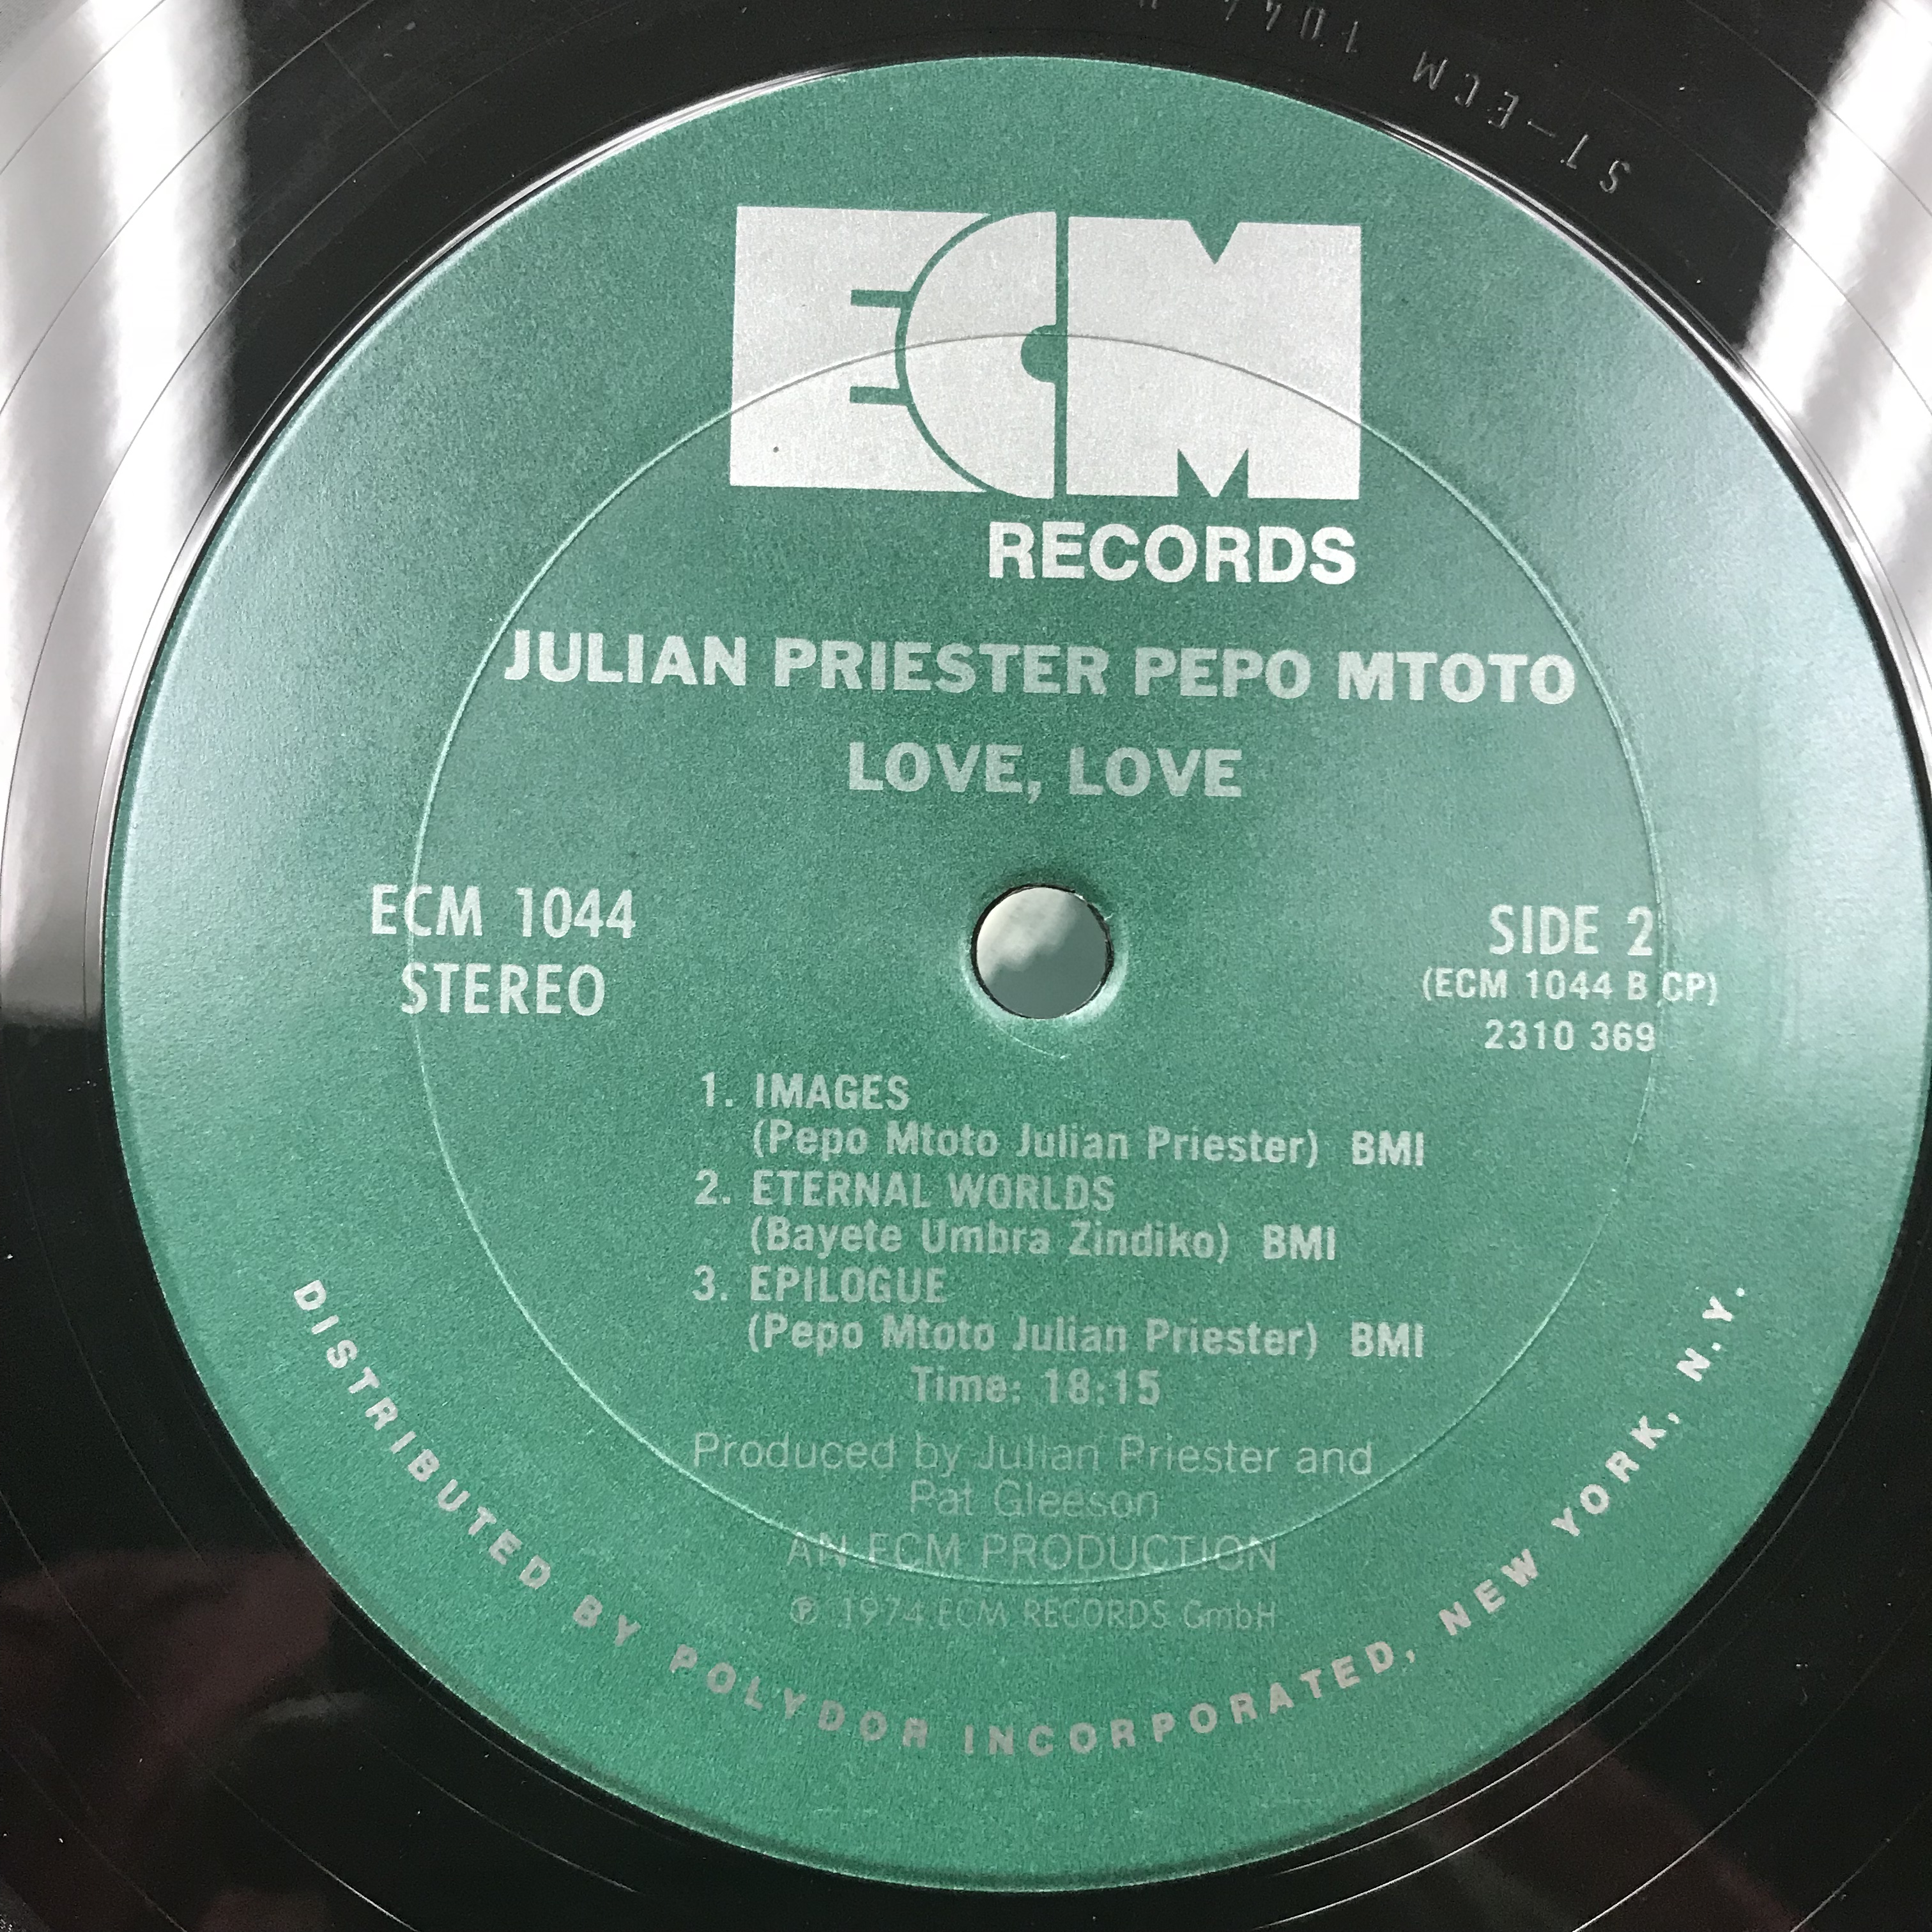 ST-ECM 1044
ECM
RECORDS
JULIAN PRIESTER PEPO MTOTO
LOVE, LOVE
ECM 1044
STEREO
SIDE 2
(ECM 1044 B CP)
2310 369
1. IMAGES
(Pepo Mtoto Julian Priester) BMI
2. ETERNAL WORLDS
(Bayete Umbra Zindiko) BMI
3. EPILOGUE
(Pepo Mtoto Julian Priester) BMI
Time: 18:15
Produced by Julian Priester and
Pat Gleeson
AN ECM PRODUCTION
℗ 1974 ECM RECORDS GmbH
DISTRIBUTED BY POLYDOR INCORPORATED, NEW YORK, N.Y.